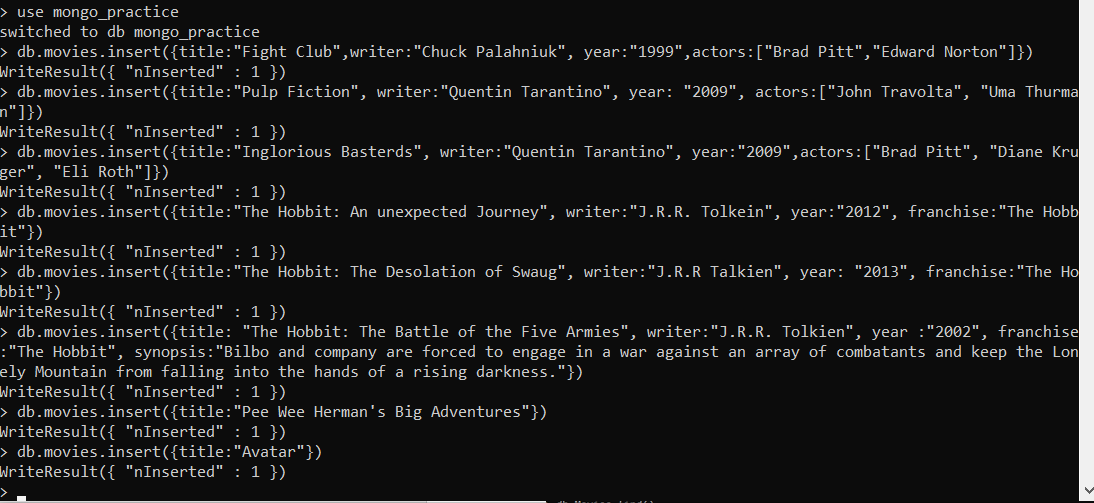 > use mongo_practice
switched to db mongo_practice
> db.movies.insert({title:"Fight Club",writer:"Chuck Palahniuk", year:"1999",actors:["Brad Pitt","Edward Norton"]})
WriteResult({ "nInserted" : 1 })
> db.movies.insert({title:"Pulp Fiction", writer:"Quentin Tarantino", year: "2009", actors:["John Travolta", "Uma Thurma
n"]})
WriteResult({ "nInserted" : 1 })
> db.movies.insert({title:"Inglorious Basterds", writer:"Quentin Tarantino", year:"2009",actors:["Brad Pitt", "Diane Kru
ger", "Eli Roth"]})
WriteResult({ "nInserted" : 1 })
> db.movies.insert({title:"The Hobbit: An unexpected Journey", writer:"J.R.R. Tolkein", year:"2012", franchise:"The Hobb
it"})
WriteResult({ "nInserted" : 1 })
> db.movies.insert({title:"The Hobbit: The Desolation of Swaug", writer:"J.R.R Talkien", year: "2013", franchise:"The Ho
bbit"})
WriteResult({ "nInserted" : 1 })
> db.movies.insert({title: "The Hobbit: The Battle of the Five Armies", writer:"J.R.R. Tolkien", year :"2002", franchise
:"The Hobbit", synopsis:"Bilbo and company are forced to engage in a war against an array of combatants and keep the Lon
ely Mountain from falling into the hands of a rising darkness."})
WriteResult({ "nInserted" : 1 })
> db.movies.insert({title:"Pee Wee Herman's Big Adventures"})
WriteResult({ "nInserted" : 1 })
> db.movies.insert({title:"Avatar"})
WriteResult({ "nInserted" : 1 })
>